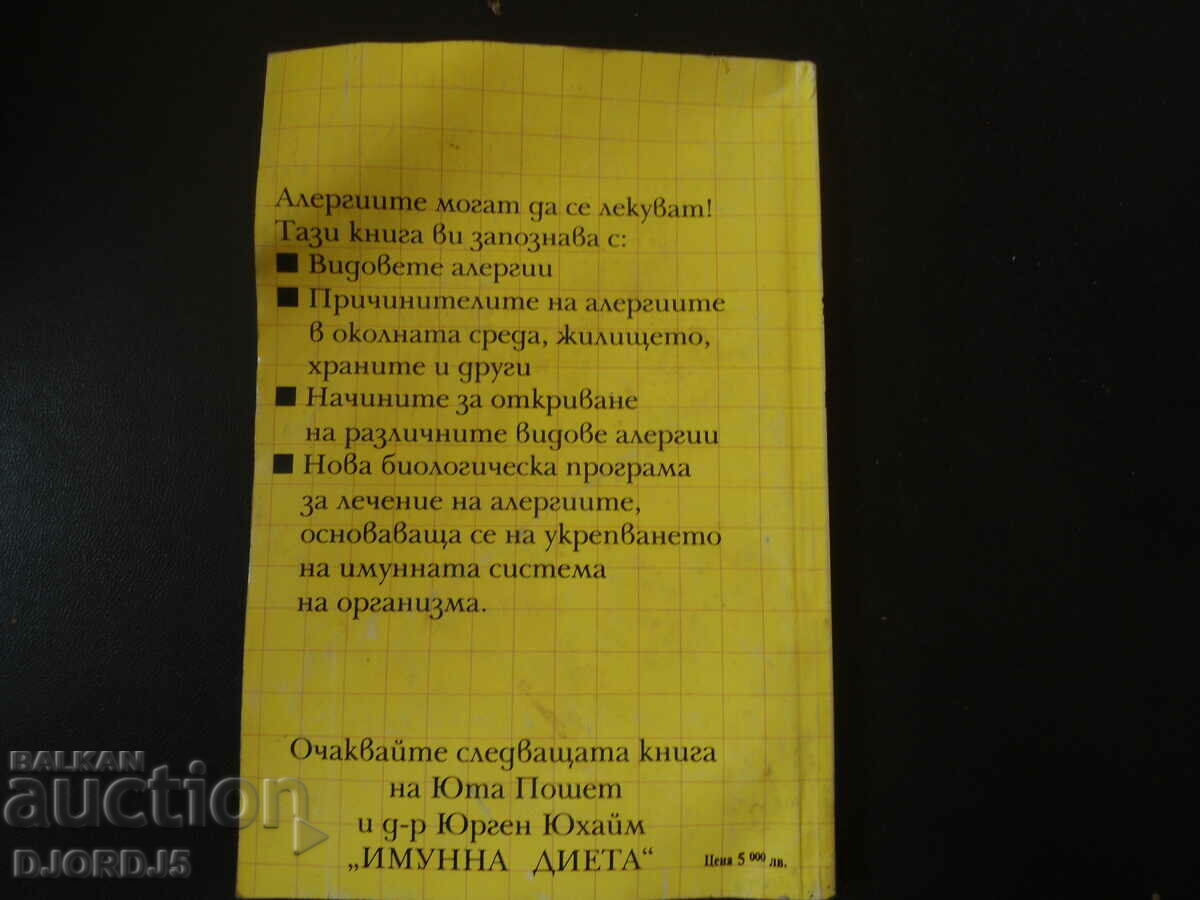 Алергиите могат да се лекуват!
Тази книга ви запознава с:
■ Видовете алергии
■ Причинителите на алергиите
в околната среда, жилището,
храните и други
■ Начините за откриване
на различните видове алергии
■ Нова биологическа програма
за лечение на алергиите,
основаваща се на укрепването
на имунната система
на организма.
Очаквайте следващата книга
на Юта Пошет
и д-р Юрген Юхайм
„ИМУННА ДИЕТА“
Цена 5 000 лв.
BALKAN
auction
DJORDJ5